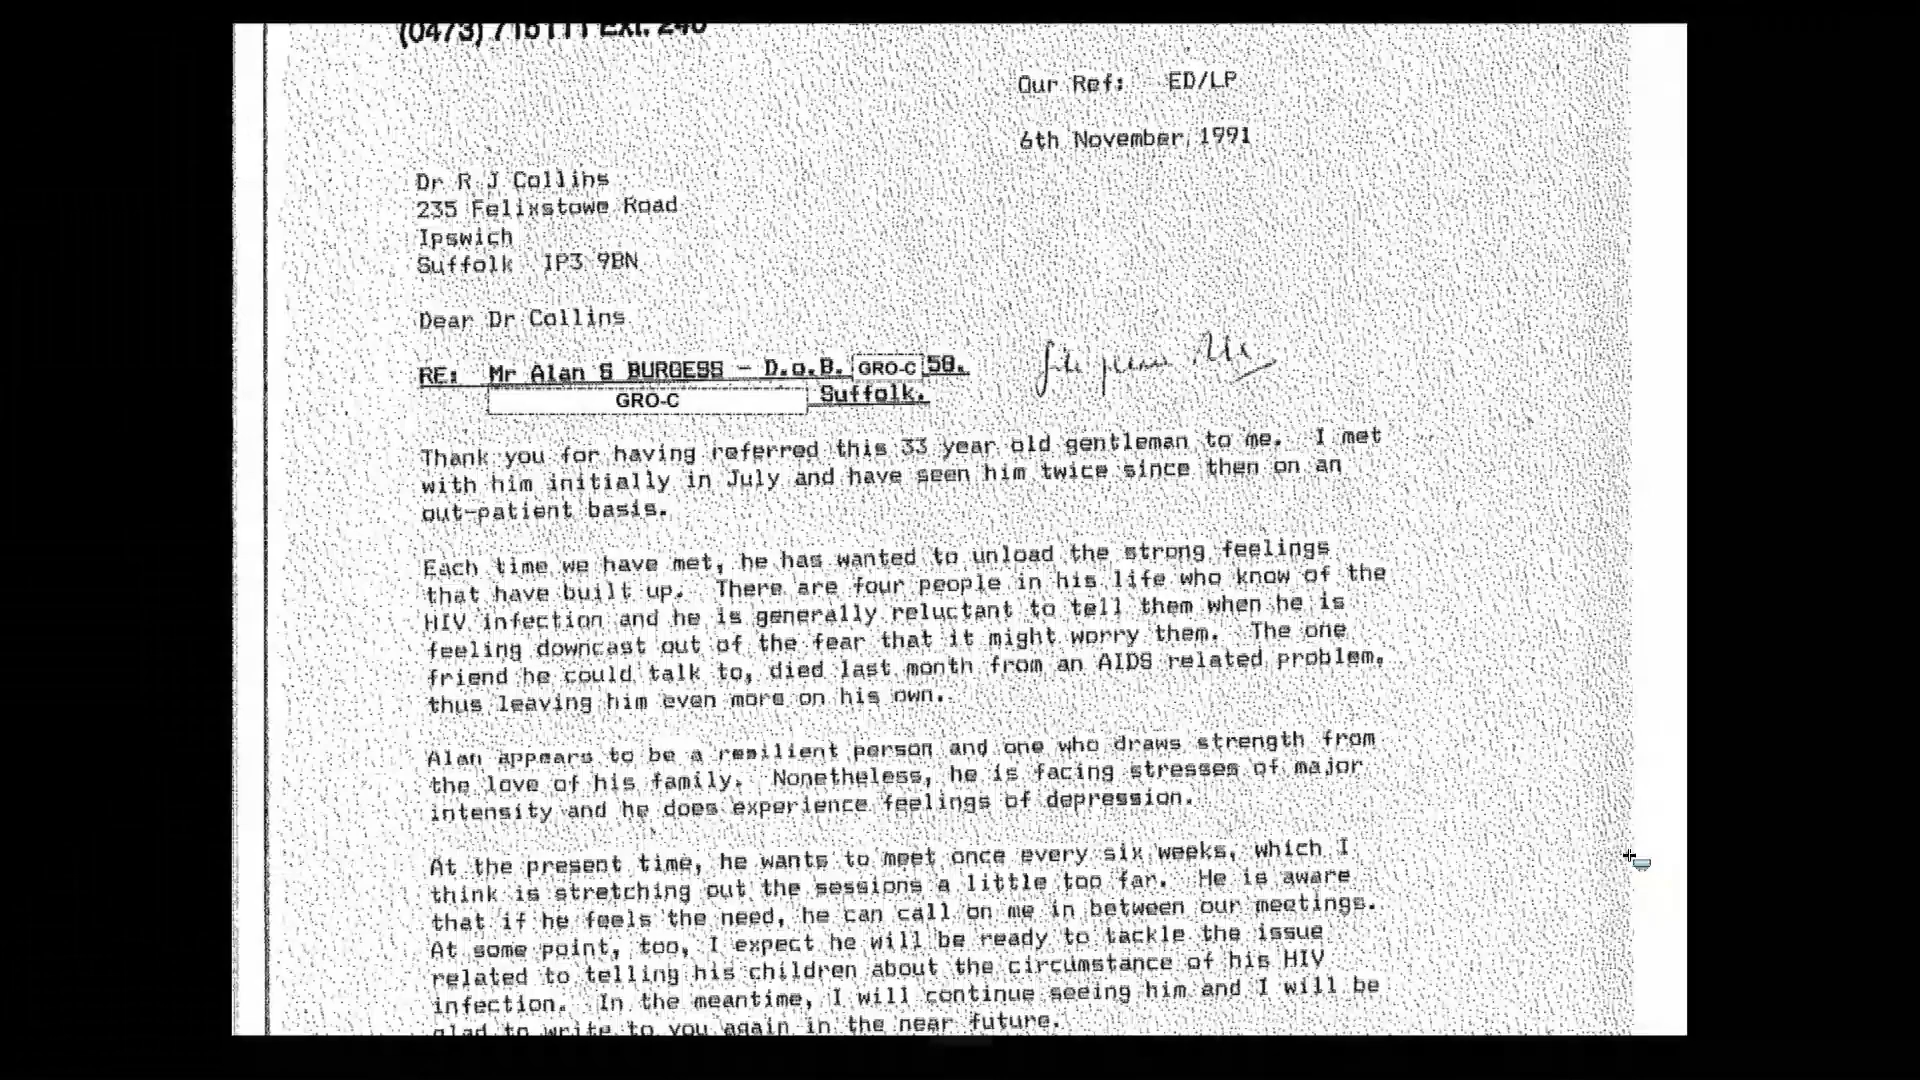 (0473) 715111 Ext. 240
Our Ref: ED/LP
6th November 1991
Dr R J Collins
235 Felixstowe Road
Ipswich
Suffolk IP3 9BN
Dear Dr Collins
RE: Mr Alan S BURGESS - D.o.B. GRO-C 58.
GRO-C Suffolk.
Thank you for having referred this 33 year old gentleman to me. I met
with him initially in July and have seen him twice since then on an
out-patient basis.
Each time we have met, he has wanted to unload the strong feelings
that have built up. There are four people in his life who know of the
HIV infection and he is generally reluctant to tell them when he is
feeling downcast out of the fear that it might worry them. The one
friend he could talk to, died last month from an AIDS related problem,
thus leaving him even more on his own.
Alan appears to be a resilient person and one who draws strength from
the love of his family. Nonetheless, he is facing stresses of major
intensity and he does experience feelings of depression.
At the present time, he wants to meet once every six weeks, which I
think is stretching out the sessions a little too far. He is aware
that if he feels the need, he can call on me in between our meetings.
At some point, too, I expect he will be ready to tackle the issue
related to telling his children about the circumstance of his HIV
infection. In the meantime, I will continue seeing him and I will be
glad to write to you again in the near future.